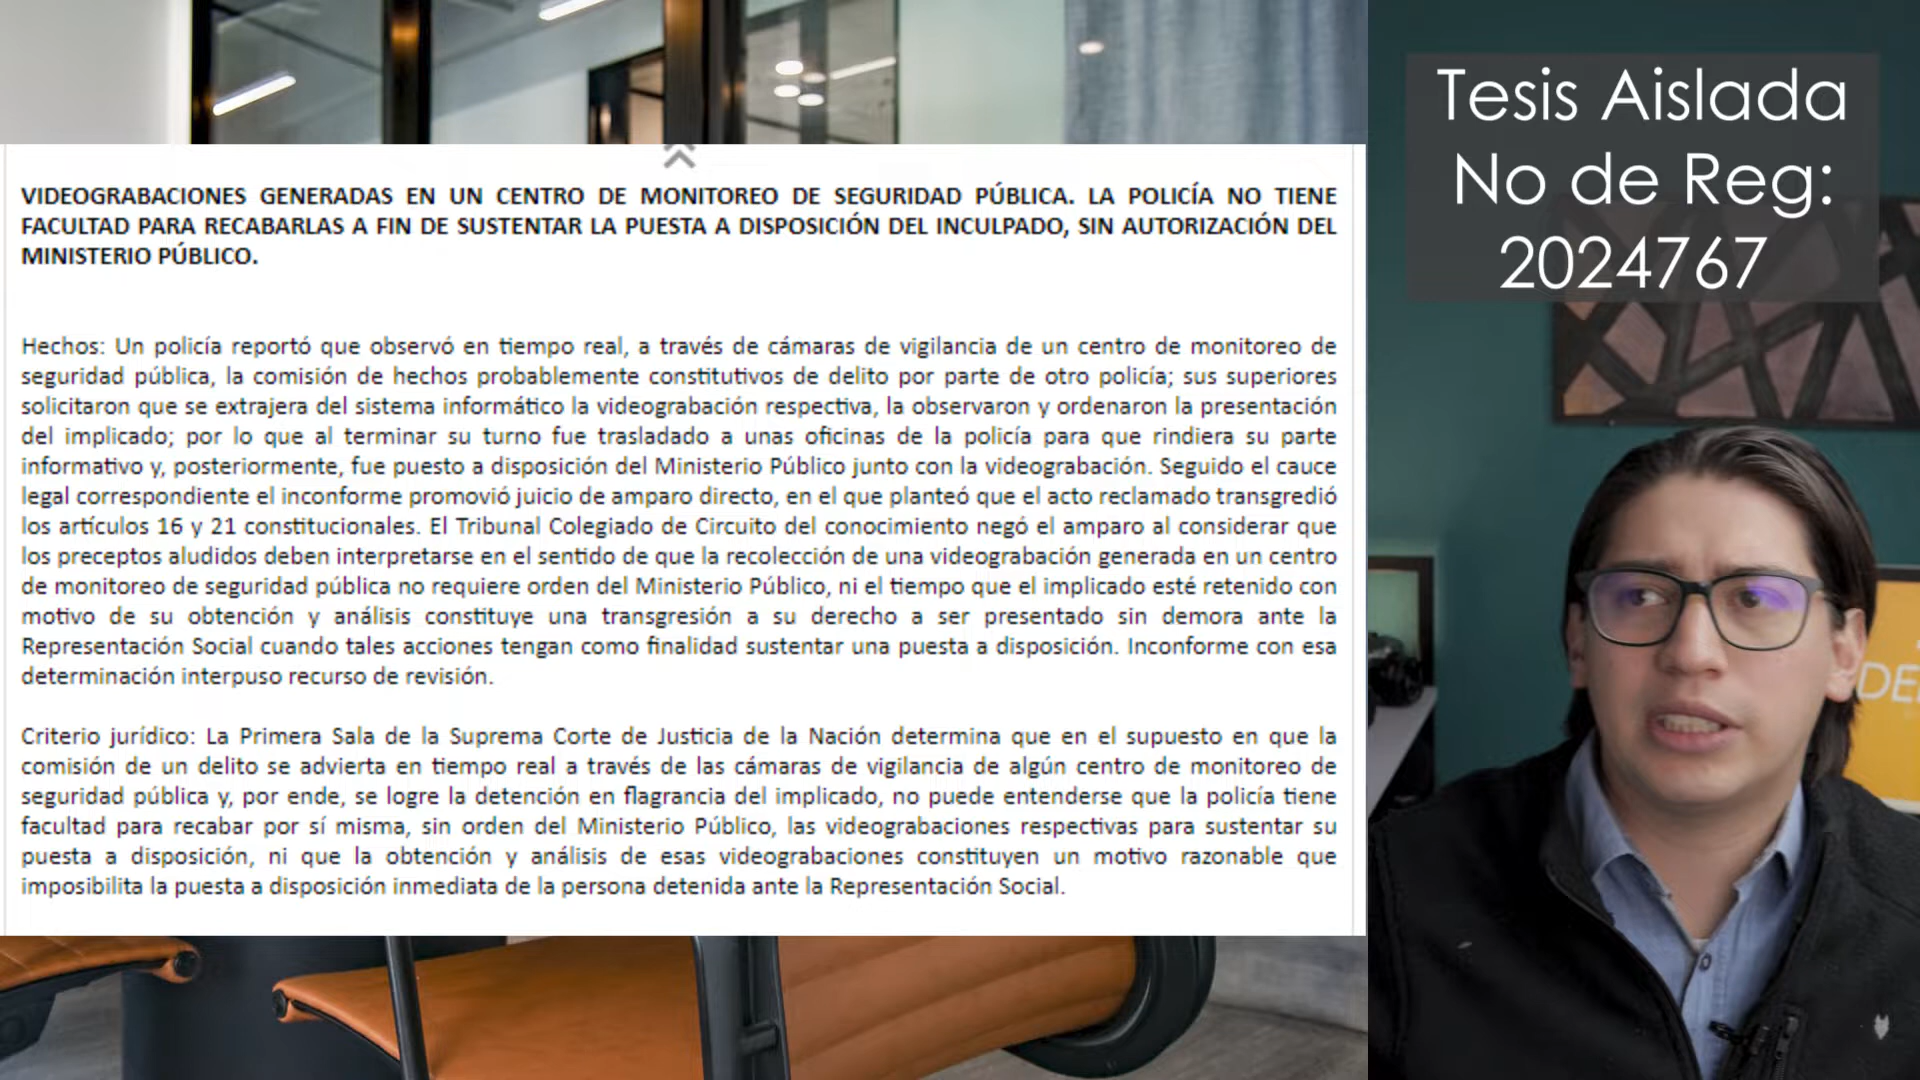 VIDEOGRABACIONES GENERADAS EN UN CENTRO DE MONITOREO DE SEGURIDAD PÚBLICA. LA POLICÍA NO TIENE
FACULTAD PARA RECABARLAS A FIN DE SUSTENTAR LA PUESTA A DISPOSICIÓN DEL INCULPADO, SIN AUTORIZACIÓN DEL
MINISTERIO PÚBLICO.
Hechos: Un policía reportó que observó en tiempo real, a través de cámaras de vigilancia de un centro de monitoreo de
seguridad pública, la comisión de hechos probablemente constitutivos de delito por parte de otro policía; sus superiores
solicitaron que se extrajera del sistema informático la videograbación respectiva, la observaron y ordenaron la presentación
del implicado; por lo que al terminar su turno fue trasladado a unas oficinas de la policía para que rindiera su parte
informativo y, posteriormente, fue puesto a disposición del Ministerio Público junto con la videograbación. Seguido el cauce
legal correspondiente el inconforme promovió juicio de amparo directo, en el que planteó que el acto reclamado transgredió
los artículos 16 y 21 constitucionales. El Tribunal Colegiado de Circuito del conocimiento negó el amparo al considerar que
los preceptos aludidos deben interpretarse en el sentido de que la recolección de una videograbación generada en un centro
de monitoreo de seguridad pública no requiere orden del Ministerio Público, ni el tiempo que el implicado esté retenido con
motivo de su obtención y análisis constituye una transgresión a su derecho a ser presentado sin demora ante la
Representación Social cuando tales acciones tengan como finalidad sustentar una puesta a disposición. Inconforme con esa
determinación interpuso recurso de revisión.
Criterio jurídico: La Primera Sala de la Suprema Corte de Justicia de la Nación determina que en el supuesto en que la
comisión de un delito se advierta en tiempo real a través de las cámaras de vigilancia de algún centro de monitoreo de
seguridad pública y, por ende, se logre la detención en flagrancia del implicado, no puede entenderse que la policía tiene
facultad para recabar por sí misma, sin orden del Ministerio Público, las videograbaciones respectivas para sustentar su
puesta a disposición, ni que la obtención y análisis de esas videograbaciones constituyen un motivo razonable que
imposibilita la puesta a disposición inmediata de la persona detenida ante la Representación Social.
Tesis Aislada
No de Reg:
2024767